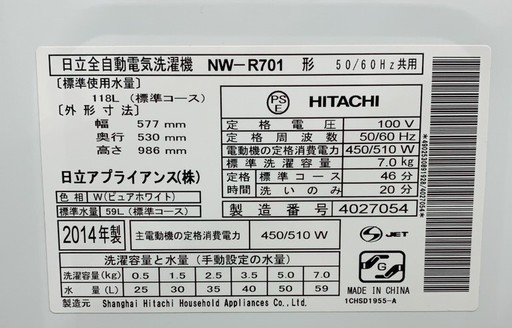 日立全自動電気洗濯機 NW-R701 形 50/60Hz共用
[標準使用水量]
118L (標準コース)
[外形寸法]
幅 577 mm
奥行 530 mm
高さ 986 mm
日立アプライアンス(株)
色相 W(ピュアホワイト)
標準水量 59L (標準コース)
PS
E
HITACHI
定格電圧 100 V
定格周波数 50/60 Hz
電動機の定格消費電力 450/510 W
標準洗濯容量 7.0 kg
定格時間 標準コース 46分
洗いのみ 20分
製造番号 4027054
2014年製 主電動機の定格消費電力 450/510 W
S JET
洗濯容量と水量 (手動設定の水量)
洗濯容量(kg) 0.5 1.5 2.5 3.0 5.0 7.0
水量(L) 25 30 35 40 50 59
製造元 Shanghai Hitachi Household Appliances Co., Ltd.
G
MADE IN CHINA
1CHSD1955-A